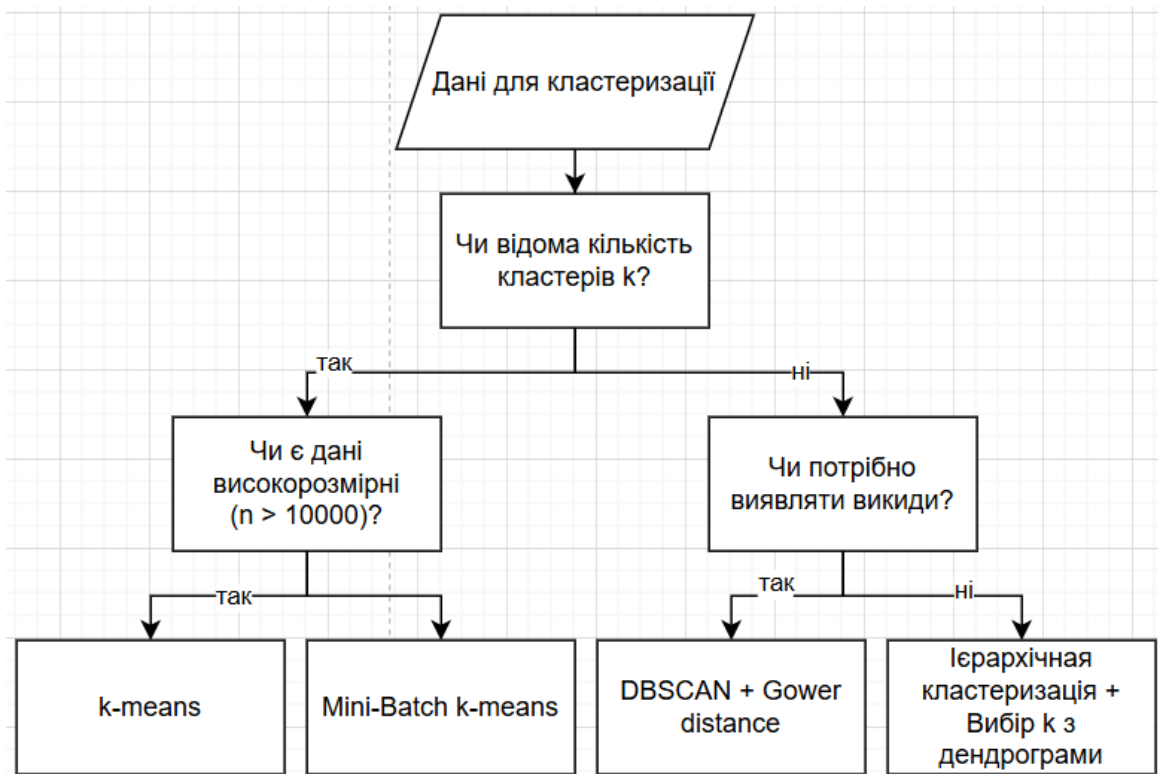 Дані для кластеризації
Чи відома кількість
кластерів k?
так
ні
Чи є дані
високорозмірні
(n > 10000)?
Чи потрібно
виявляти викиди?
так
так
ні
k-means
Mini-Batch k-means
DBSCAN + Gower
distance
Ієрархічная
кластеризація +
Вибір k з
дендрограми